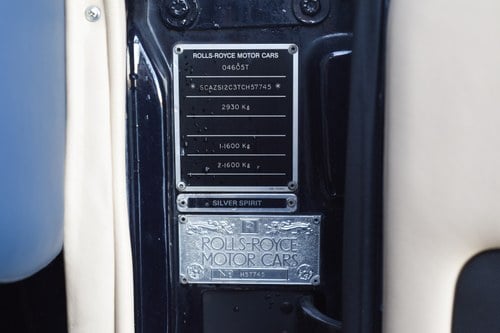 ROLLS-ROYCE MOTOR CARS
04605T
*SCAZS12C3TCH57745*
2930 Kg
1-1600 Kg
2-1600 Kg
SILVER SPIRIT
ROLLS-ROYCE
MOTOR CARS
H57745